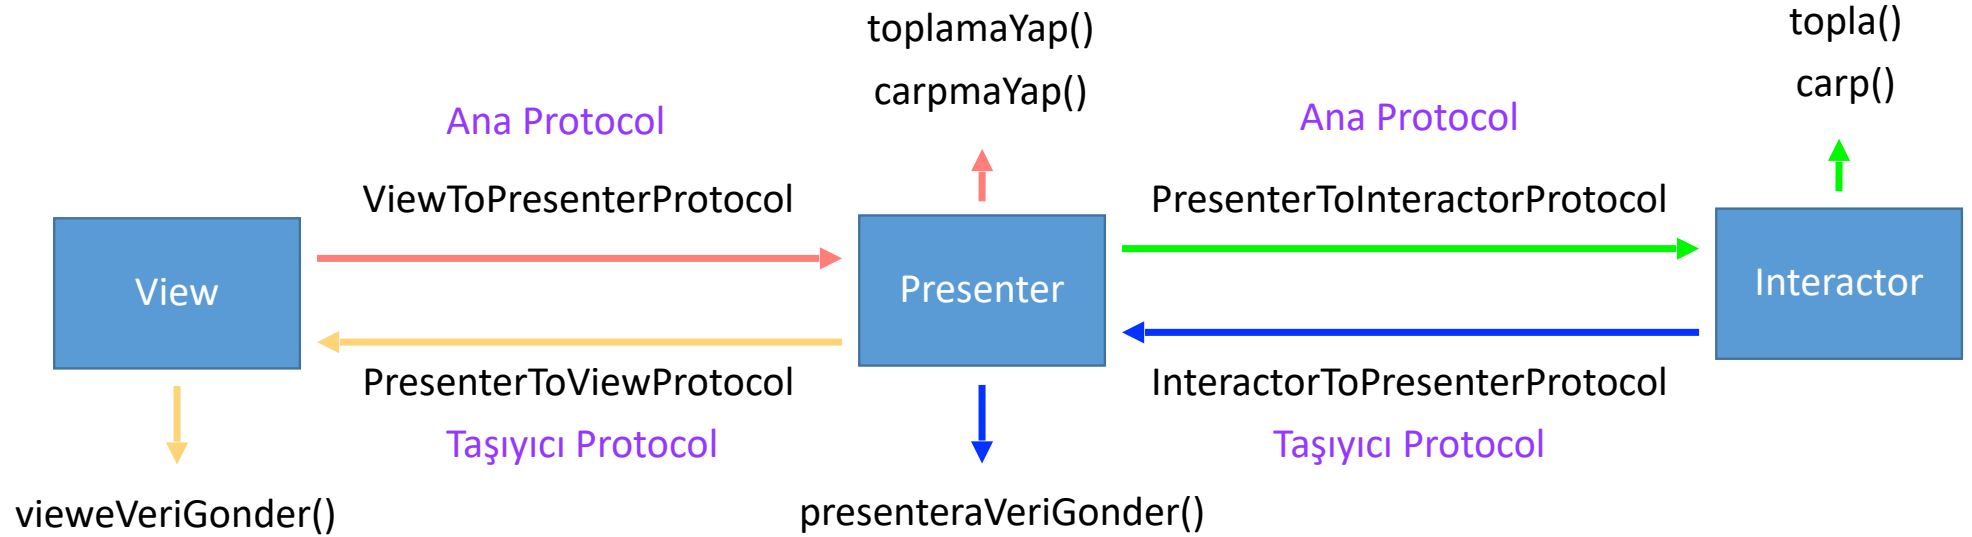 toplamaYap()
carpmaYap()
topla()
carp()
Ana Protocol
Ana Protocol
ViewToPresenterProtocol
PresenterToInteractorProtocol
View
Presenter
Interactor
PresenterToViewProtocol
InteractorToPresenterProtocol
Taşıyıcı Protocol
Taşıyıcı Protocol
vieweVeriGonder()
presenteraVeriGonder()